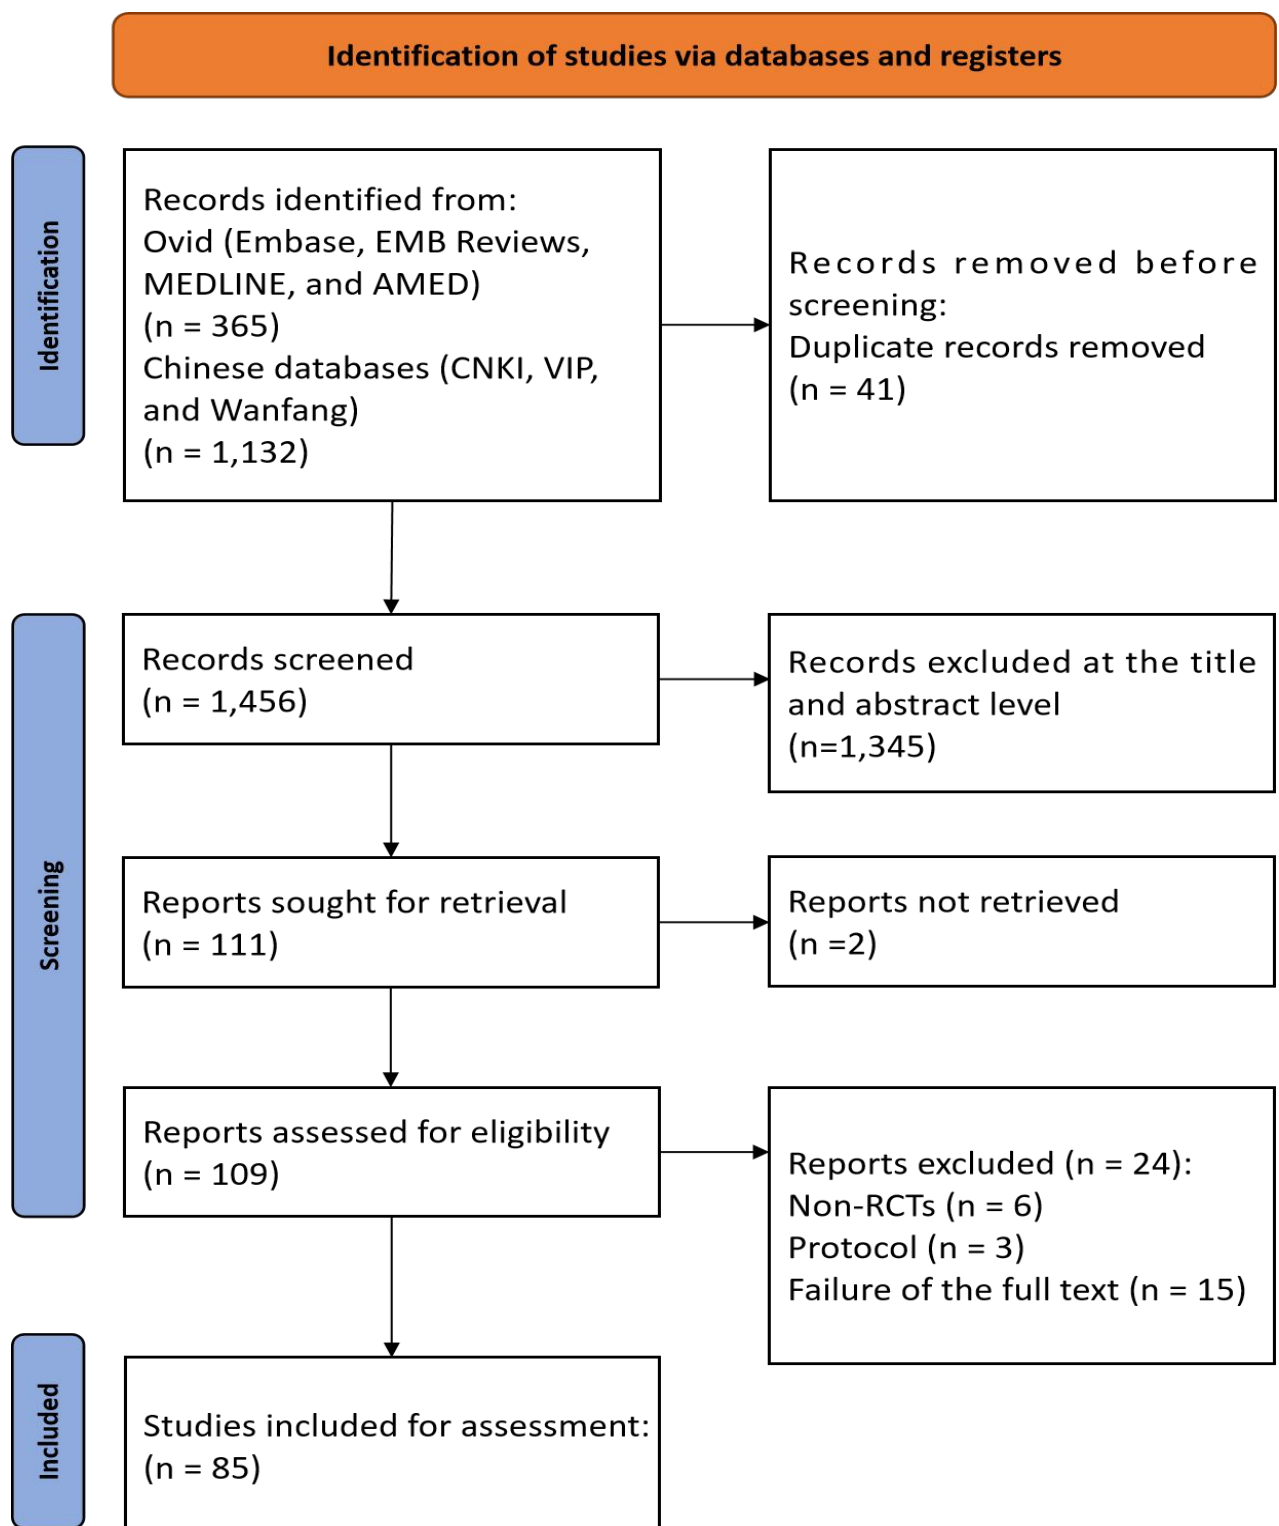 Identification of studies via databases and registers
Identification
Records identified from:
Ovid (Embase, EMB Reviews,
MEDLINE, and AMED)
(n = 365)
Chinese databases (CNKI, VIP,
and Wanfang)
(n = 1,132)
Records removed before
screening:
Duplicate records removed
(n = 41)
Screening
Records screened
(n = 1,456)
Records excluded at the title
and abstract level
(n=1,345)
Reports sought for retrieval
(n = 111)
Reports not retrieved
(n =2)
Reports assessed for eligibility
(n = 109)
Reports excluded (n = 24):
Non-RCTs (n = 6)
Protocol (n = 3)
Failure of the full text (n = 15)
Included
Studies included for assessment:
(n = 85)